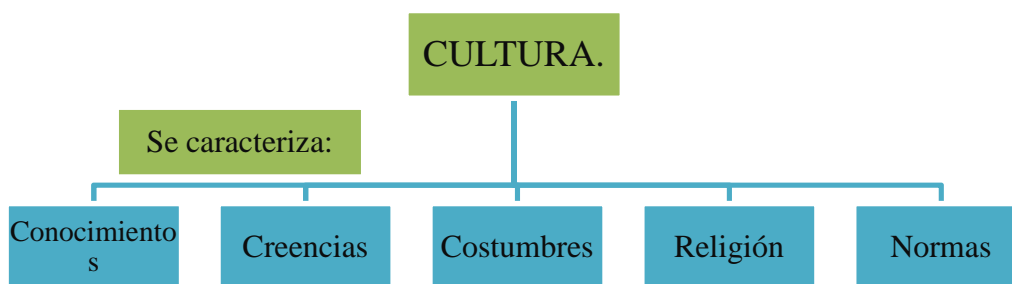 CULTURA.
Se caracteriza:
Conocimiento
s
Creencias
Costumbres
Religión
Normas